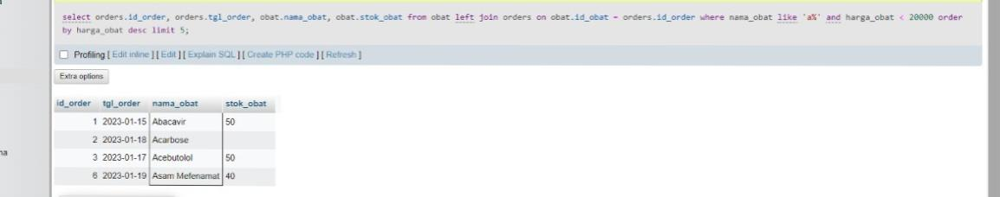 select orders.id_order, orders.tgl_order, obat.nama_obat, obat.stok_obat from obat left join orders on obat.id_obat = orders.id_order where nama_obat like 'a%' and harga_obat < 20000 order
by harga_obat desc limit 5;
Profiling [ Edit inline ] [ Edit ] [ Explain SQL ] [ Create PHP code ] [ Refresh ]
Extra options
id_order tgl_order nama_obat stok_obat
1 2023-01-15 Abacavir 50
2 2023-01-18 Acarbose
3 2023-01-17 Acebutolol 50
6 2023-01-19 Asam Mefenamat 40